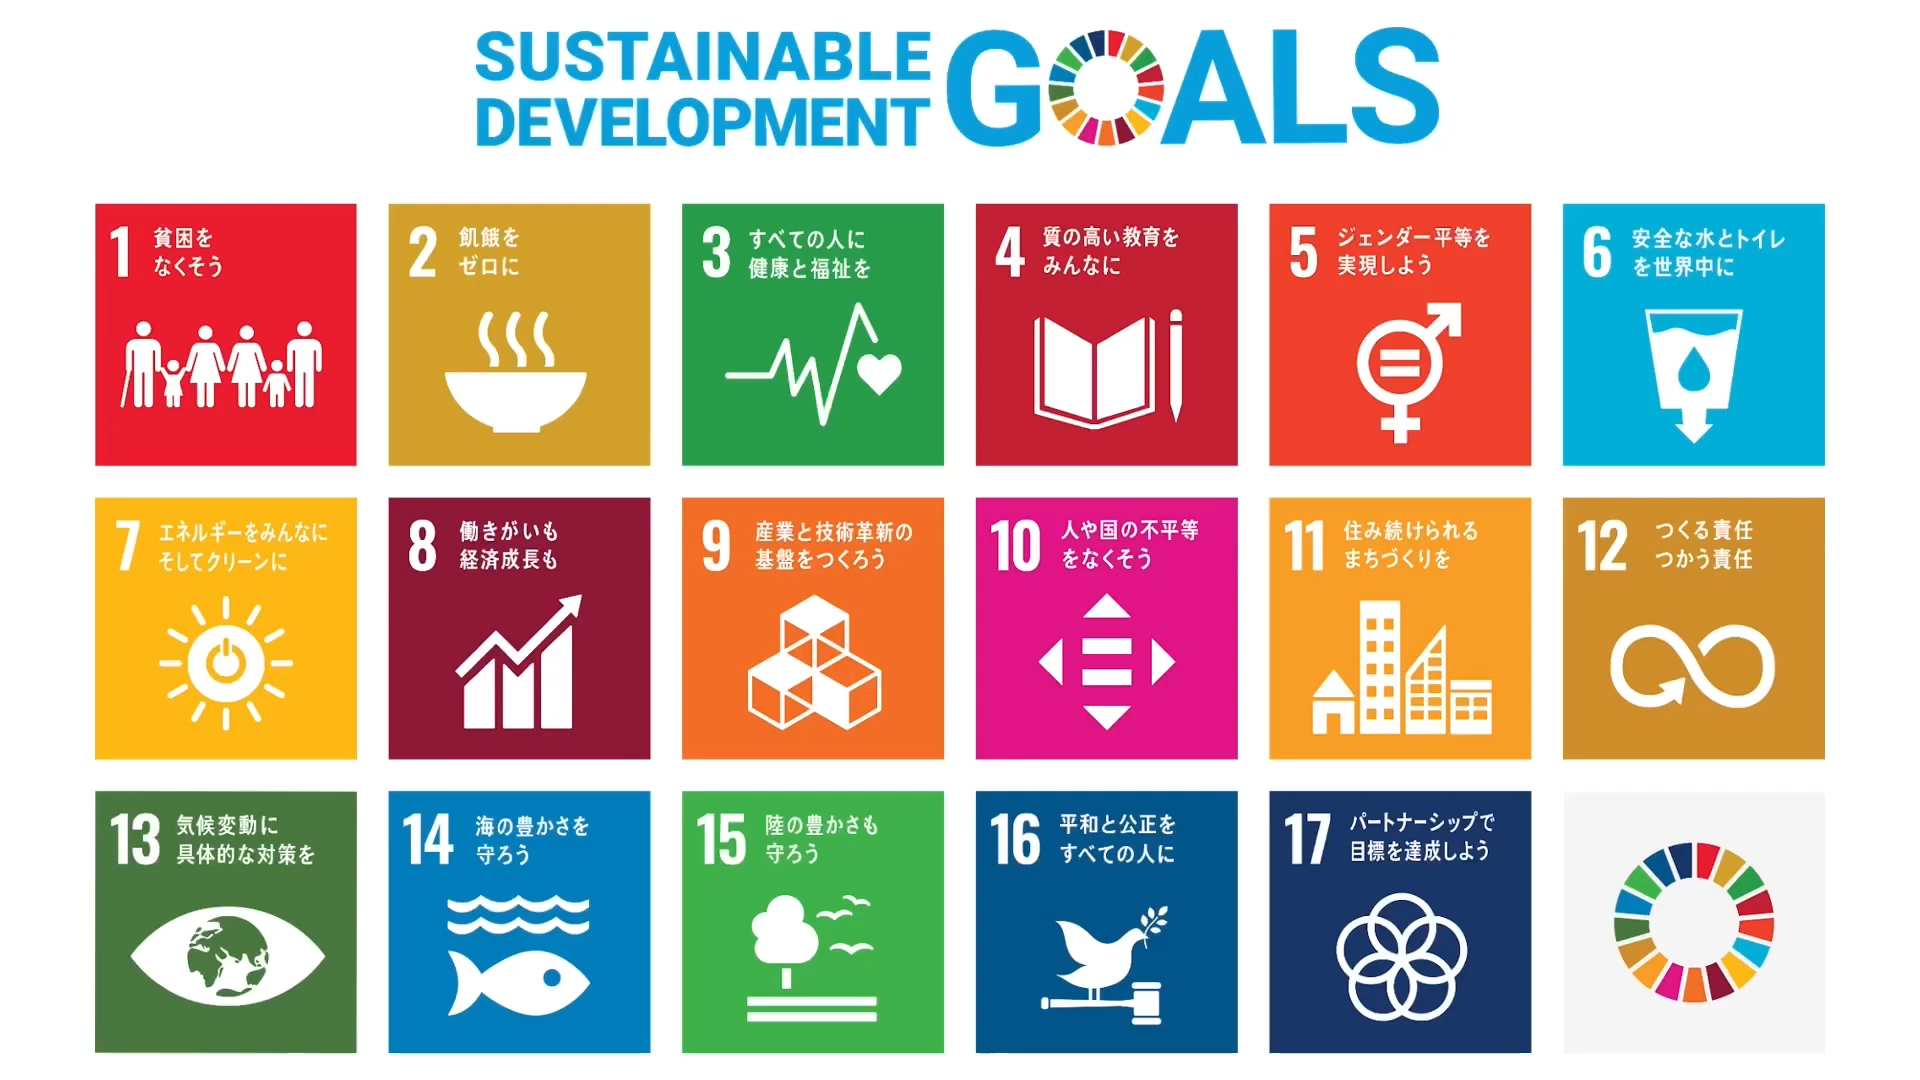 SUSTAINABLE
DEVELOPMENT
GOALS
1 貧困を
なくそう
2 飢餓を
ゼロに
3 すべての人に
健康と福祉を
4 質の高い教育を
みんなに
5 ジェンダー平等を
実現しよう
6 安全な水とトイレ
を世界中に
7 エネルギーをみんなに
そしてクリーンに
8 働きがいも
経済成長も
9 産業と技術革新の
基盤をつくろう
10 人や国の不平等
をなくそう
11 住み続けられる
まちづくりを
12 つくる責任
つかう責任
13 気候変動に
具体的な対策を
14 海の豊かさを
守ろう
15 陸の豊かさも
守ろう
16 平和と公正を
すべての人に
17 パートナーシップで
目標を達成しよう